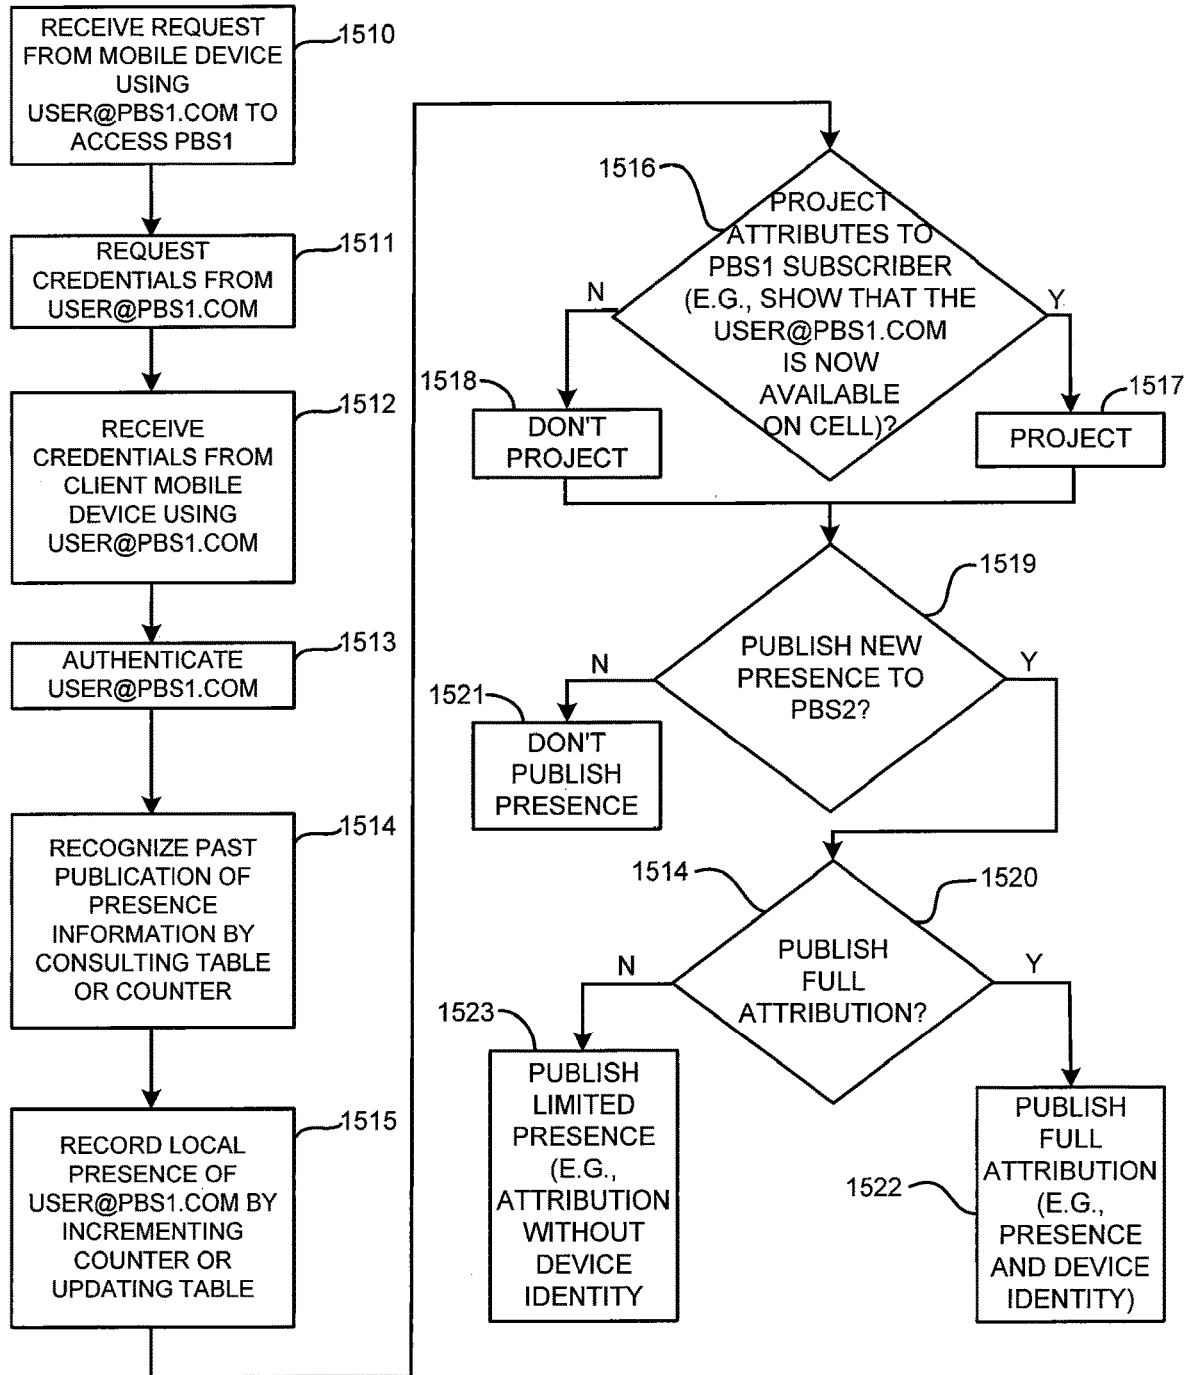 RECEIVE REQUEST
FROM MOBILE DEVICE
USING
USER@PBS1.COM TO
ACCESS PBS1
1510
REQUEST
CREDENTIALS FROM
USER@PBS1.COM
1511
RECEIVE
CREDENTIALS FROM
CLIENT MOBILE
DEVICE USING
USER@PBS1.COM
1512
AUTHENTICATE
USER@PBS1.COM
1513
RECOGNIZE PAST
PUBLICATION OF
PRESENCE
INFORMATION BY
CONSULTING TABLE
OR COUNTER
1514
RECORD LOCAL
PRESENCE OF
USER@PBS1.COM BY
INCREMENTING
COUNTER OR
UPDATING TABLE
1515
1516
PROJECT
ATTRIBUTES TO
PBS1 SUBSCRIBER
(E.G., SHOW THAT THE
USER@PBS1.COM
IS NOW
AVAILABLE
ON CELL)?
N
Y
1518
DON'T
PROJECT
1517
PROJECT
1519
PUBLISH NEW
PRESENCE TO
PBS2?
N
Y
1521
DON'T
PUBLISH
PRESENCE
1514
1520
PUBLISH
FULL
ATTRIBUTION?
N
Y
1523
PUBLISH
LIMITED
PRESENCE
(E.G.,
ATTRIBUTION
WITHOUT
DEVICE
IDENTITY
1522
PUBLISH
FULL
ATTRIBUTION
(E.G.,
PRESENCE
AND DEVICE
IDENTITY)